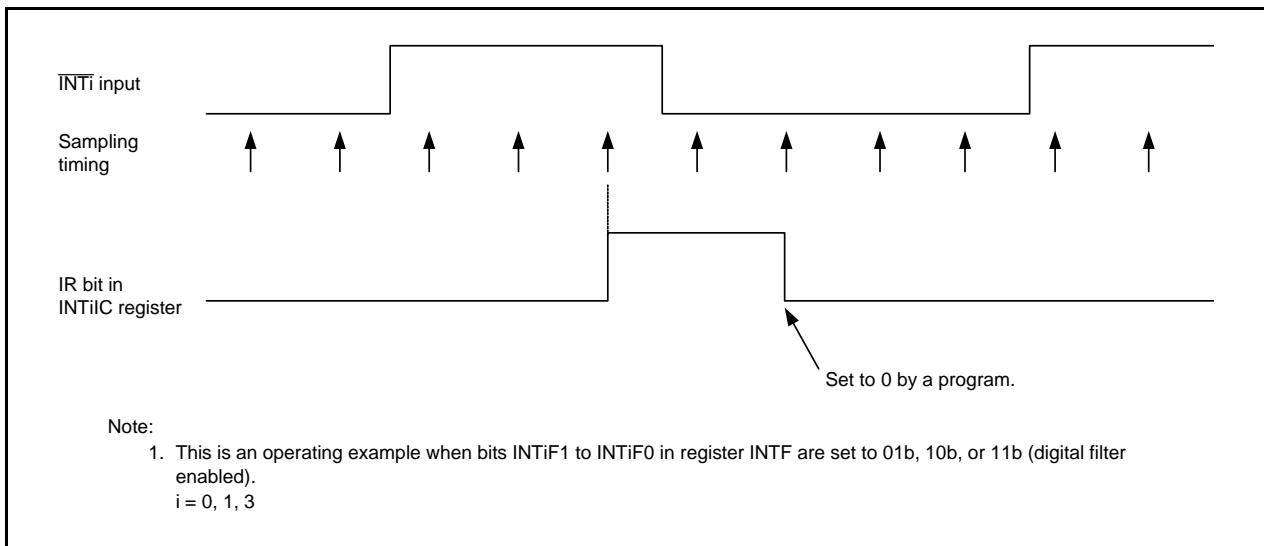 INTi input
Sampling
timing
IR bit in
INTiIC register
Set to 0 by a program.
Note:
1. This is an operating example when bits INTiF1 to INTiF0 in register INTF are set to 01b, 10b, or 11b (digital filter
enabled).
i = 0, 1, 3